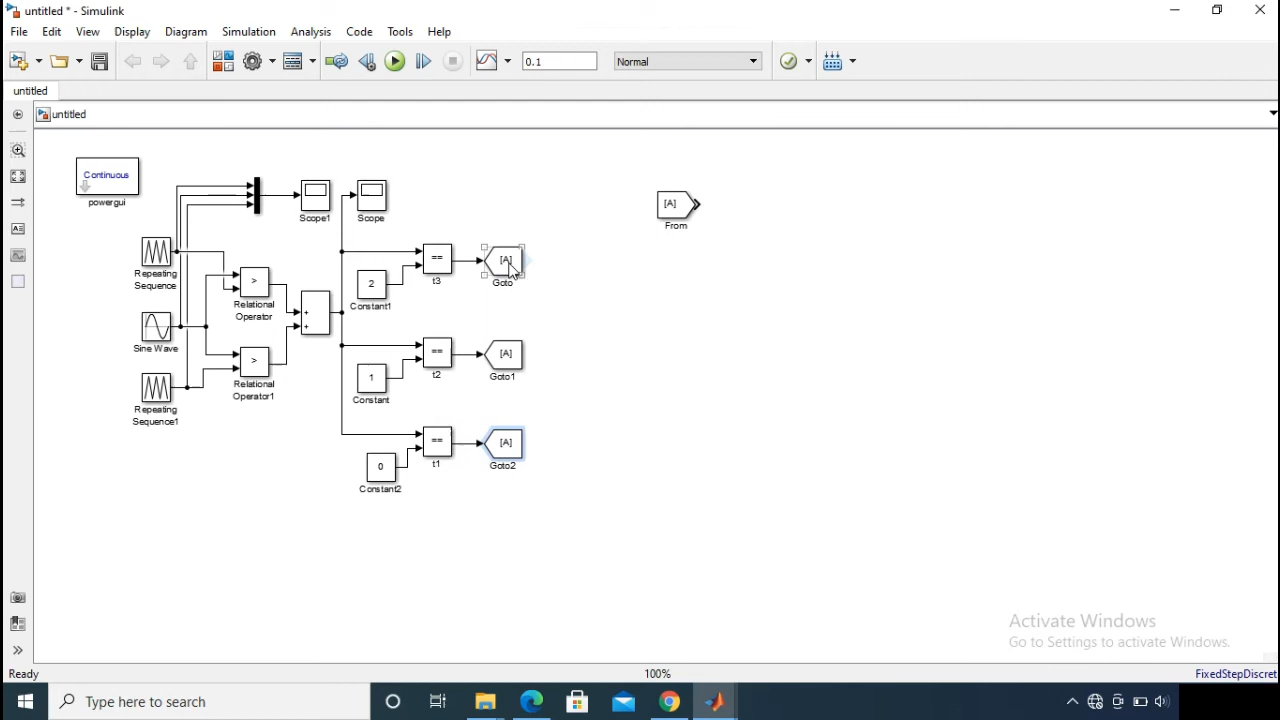 untitled * - Simulink
File Edit View Display Diagram Simulation Analysis Code Tools Help
0.1
Normal
untitled
untitled
Continuous
powergui
Scope1
Scope
[A]
From
Repeating
Sequence
>
Relational
Operator
2
Constant1
==
t3
[A]
Goto
+
+
Sine Wave
>
Relational
Operator1
1
Constant
==
t2
[A]
Goto1
Repeating
Sequence1
0
Constant2
==
t1
[A]
Goto2
Activate Windows
Go to Settings to activate Windows.
Ready
100%
FixedStepDiscret
Type here to search